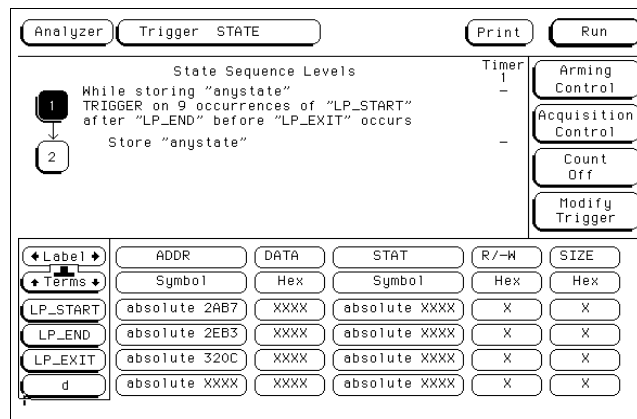 Analyzer Trigger STATE Print Run
State Sequence Levels
Timer
1
1 While storing "anystate" –
TRIGGER on 9 occurrences of "LP_START"
after "LP_END" before "LP_EXIT" occurs
2 Store "anystate" –
Arming
Control
Acquisition
Control
Count
Off
Modify
Trigger
Label ADDR DATA STAT R/-W SIZE
Terms Symbol Hex Symbol Hex Hex
LP_START absolute 2AB7 XXXX absolute XXXX X X
LP_END absolute 2EB3 XXXX absolute XXXX X X
LP_EXIT absolute 320C XXXX absolute XXXX X X
d absolute XXXX XXXX absolute XXXX X X